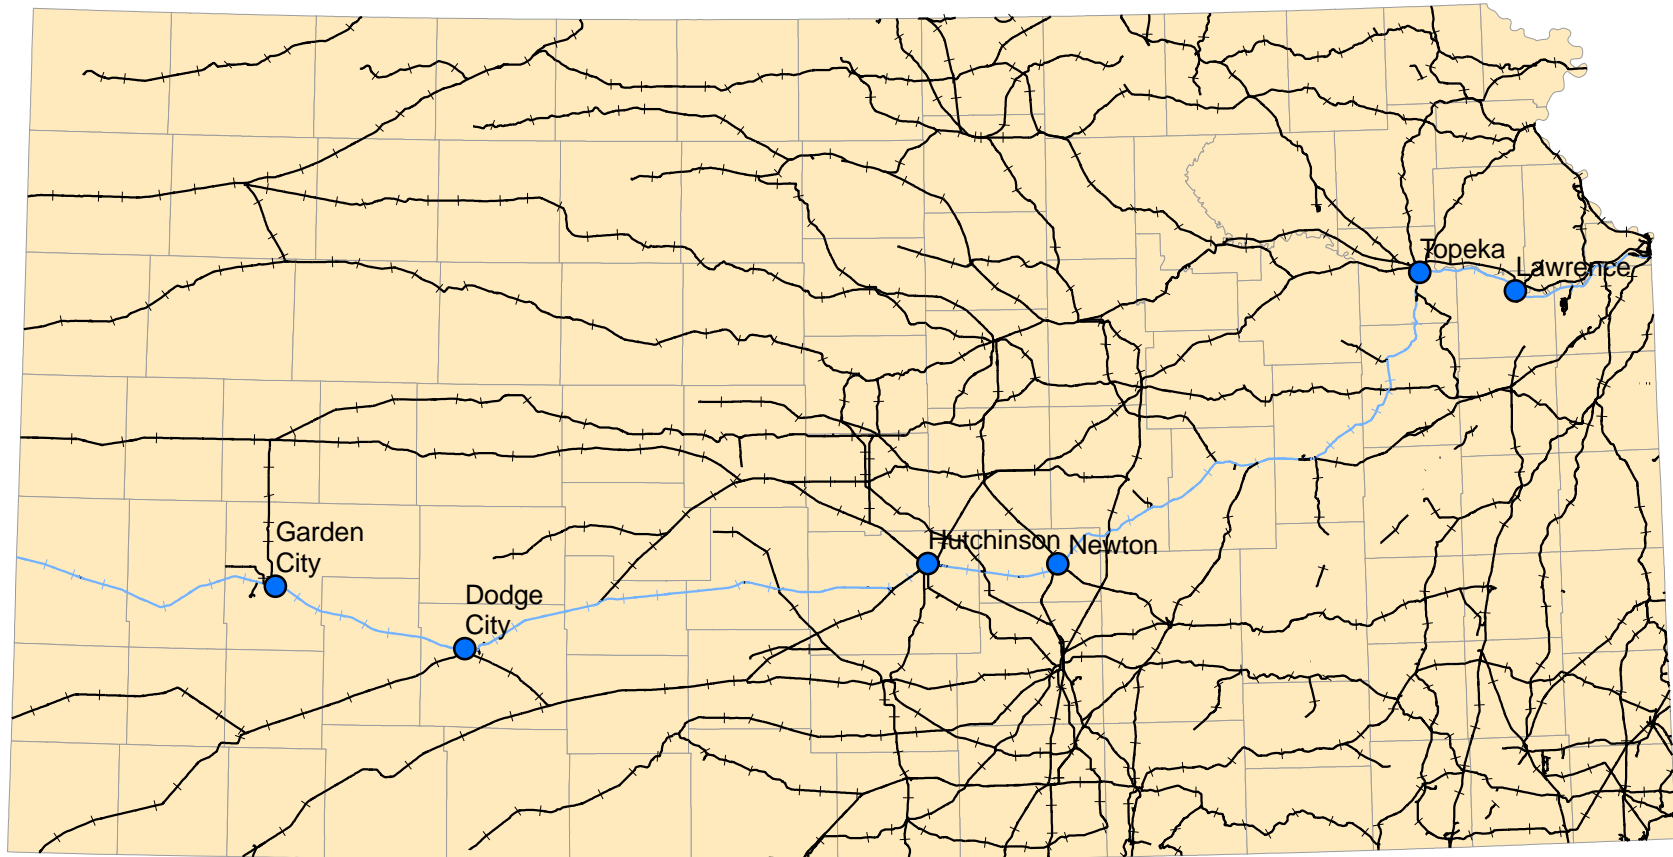 Topeka
Lawrence
Garden
City
Hutchinson
Newton
Dodge
City